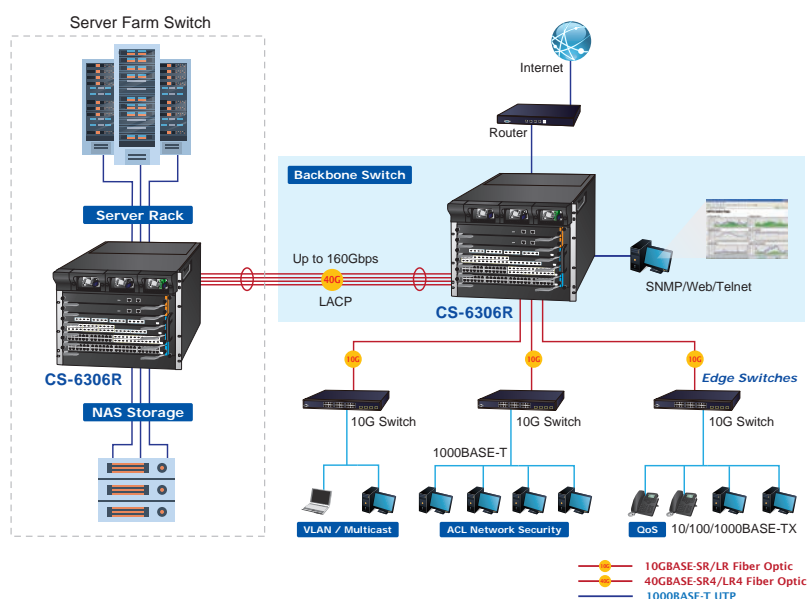 Server Farm Switch
Internet
Router
Backbone Switch
Server Rack
Up to 160Gbps
40G
LACP
SNMP/Web/Telnet
CS-6306R
CS-6306R
10G
10G
10G
Edge Switches
NAS Storage
10G Switch
10G Switch
10G Switch
1000BASE-T
VLAN / Multicast
ACL Network Security
QoS
10/100/1000BASE-TX
10G
10GBASE-SR/LR Fiber Optic
40G
40GBASE-SR4/LR4 Fiber Optic
1000BASE-T UTP